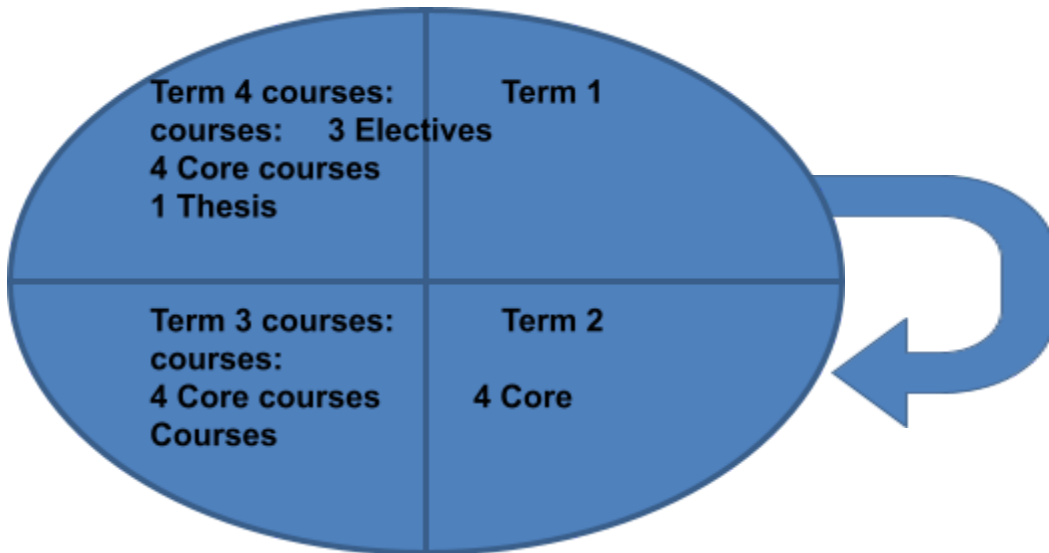 Term 4 courses: Term 1
courses: 3 Electives
4 Core courses
1 Thesis
Term 3 courses: Term 2
courses:
4 Core courses 4 Core
Courses